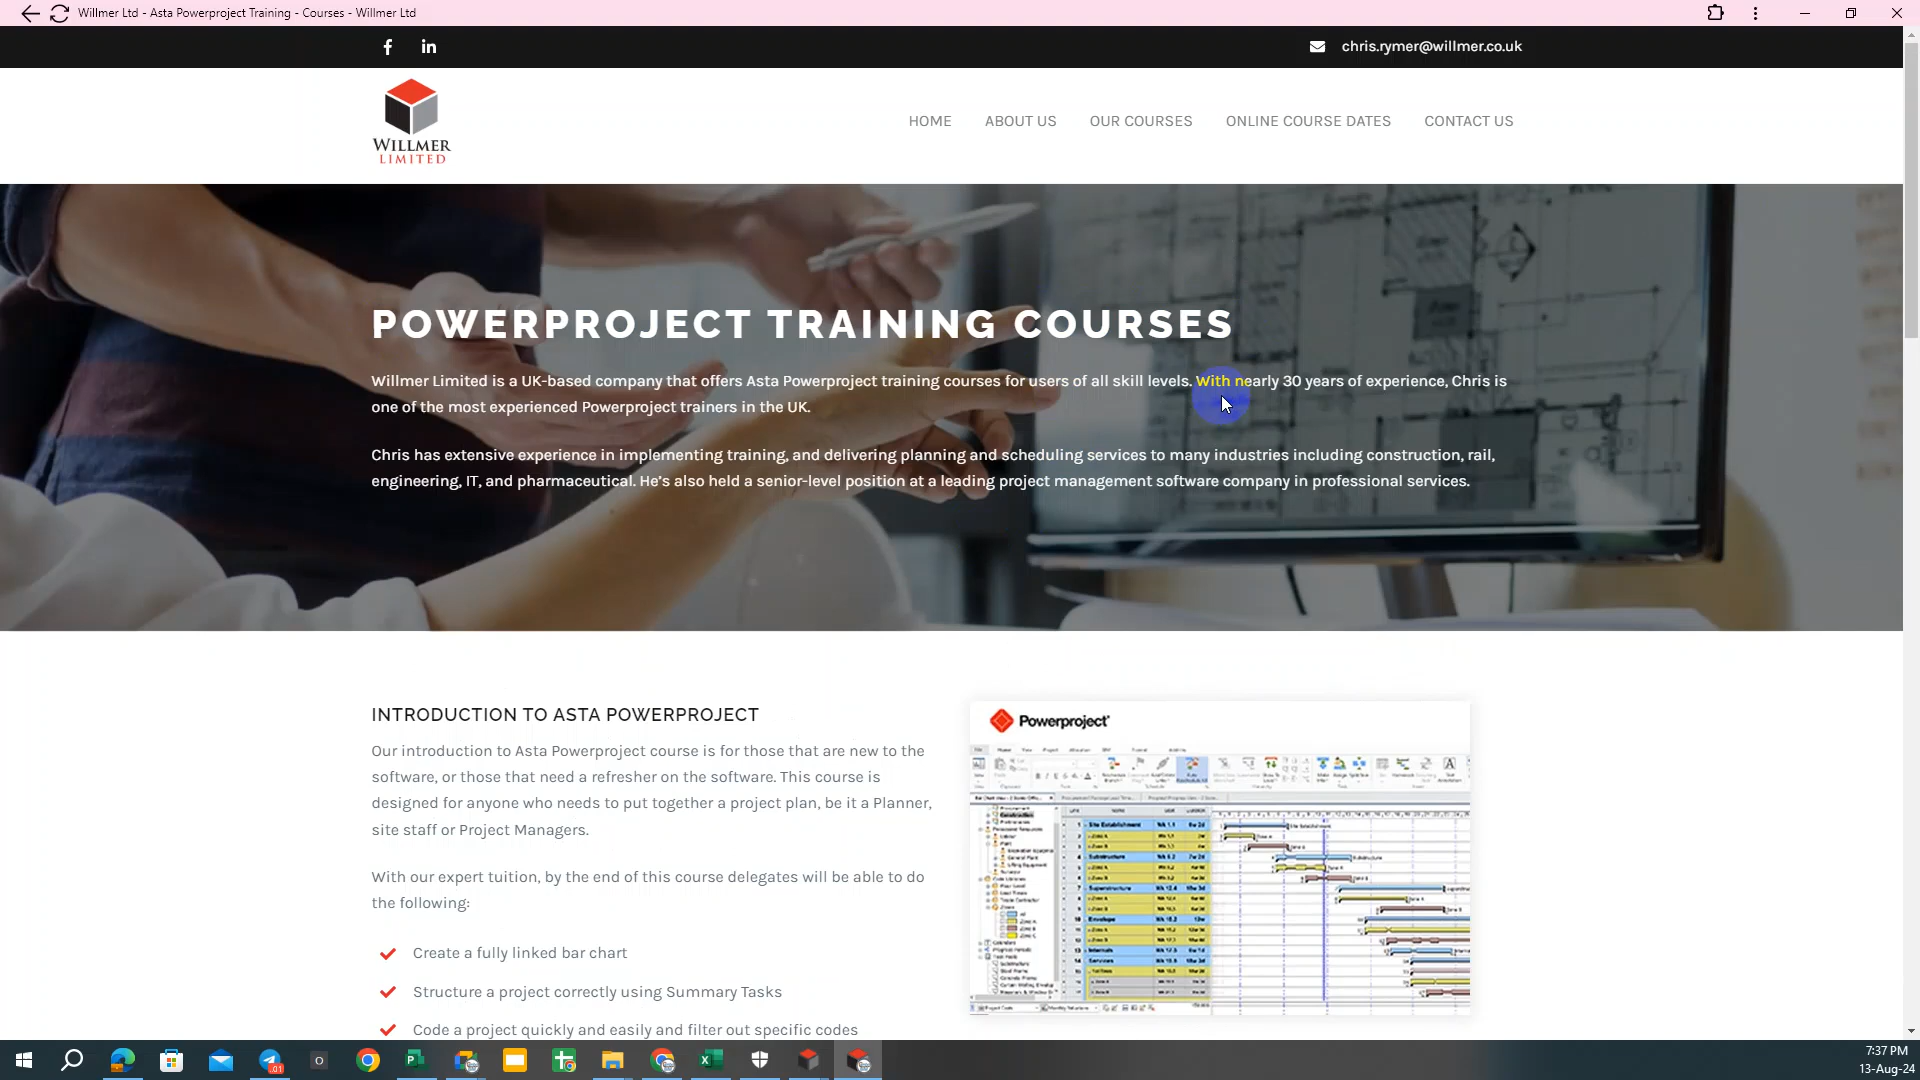 Willmer Ltd - Asta Powerproject Training - Courses - Willmer Ltd
chris.rymer@willmer.co.uk
WILLMER
LIMITED
HOME ABOUT US OUR COURSES ONLINE COURSE DATES CONTACT US
POWERPROJECT TRAINING COURSES
Willmer Limited is a UK-based company that offers Asta Powerproject training courses for users of all skill levels. With nearly 30 years of experience, Chris is
one of the most experienced Powerproject trainers in the UK.
Chris has extensive experience in implementing training, and delivering planning and scheduling services to many industries including construction, rail,
engineering, IT, and pharmaceutical. He's also held a senior-level position at a leading project management software company in professional services.
INTRODUCTION TO ASTA POWERPROJECT
Our introduction to Asta Powerproject course is for those that are new to the
software, or those that need a refresher on the software. This course is
designed for anyone who needs to put together a project plan, be it a Planner,
site staff or Project Managers.
With our expert tuition, by the end of this course delegates will be able to do
the following:
Create a fully linked bar chart
Structure a project correctly using Summary Tasks
Code a project quickly and easily and filter out specific codes
Powerproject
Site Establishment
Substructure
Superstructure
Envelope
Internals
Services
7:37 PM
13-Aug-24